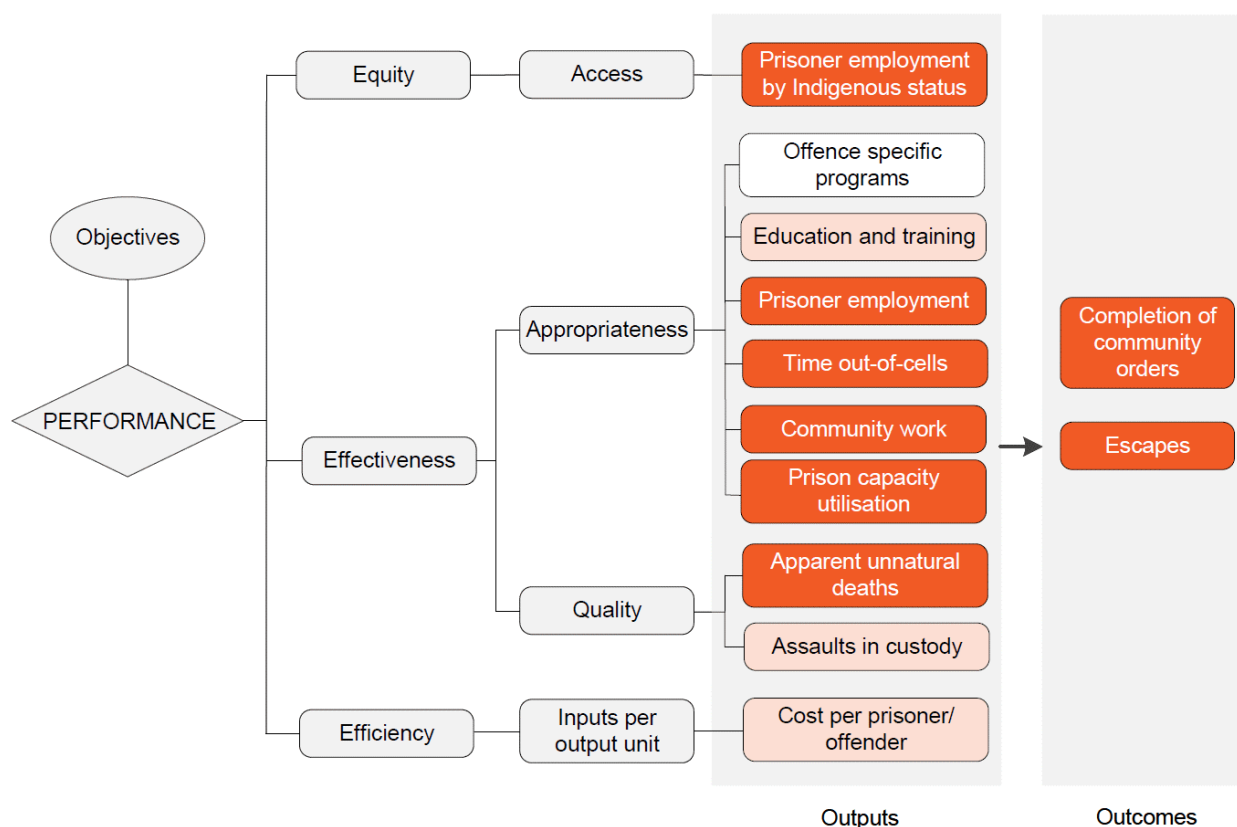 Objectives
PERFORMANCE
Equity
Access
Prisoner employment
by Indigenous status
Effectiveness
Appropriateness
Offence specific
programs
Education and training
Prisoner employment
Time out-of-cells
Community work
Prison capacity
utilisation
Quality
Apparent unnatural
deaths
Assaults in custody
Efficiency
Inputs per
output unit
Cost per prisoner/
offender
Outputs
Completion of
community
orders
Escapes
Outcomes